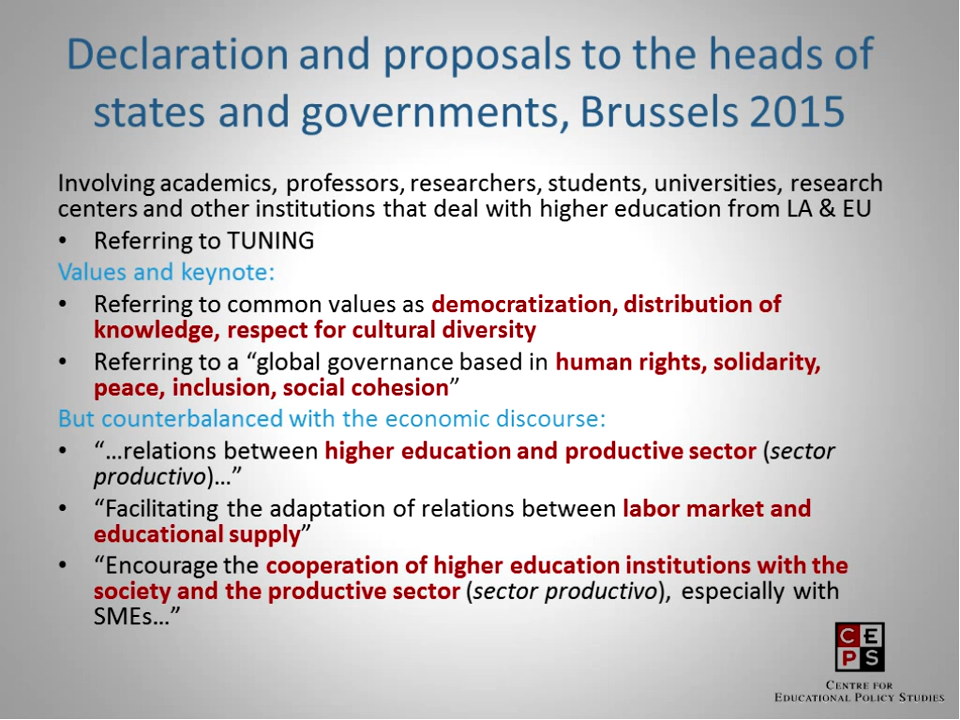 Declaration and proposals to the heads of
states and governments, Brussels 2015
Involving academics, professors, researchers, students, universities, research
centers and other institutions that deal with higher education from LA & EU
• Referring to TUNING
Values and keynote:
• Referring to common values as democratization, distribution of
knowledge, respect for cultural diversity
• Referring to a “global governance based in human rights, solidarity,
peace, inclusion, social cohesion”
But counterbalanced with the economic discourse:
• “…relations between higher education and productive sector (sector
productivo)…”
• “Facilitating the adaptation of relations between labor market and
educational supply”
• “Encourage the cooperation of higher education institutions with the
society and the productive sector (sector productivo), especially with
SMEs…”
CE
PS
CENTRE FOR
EDUCATIONAL POLICY STUDIES